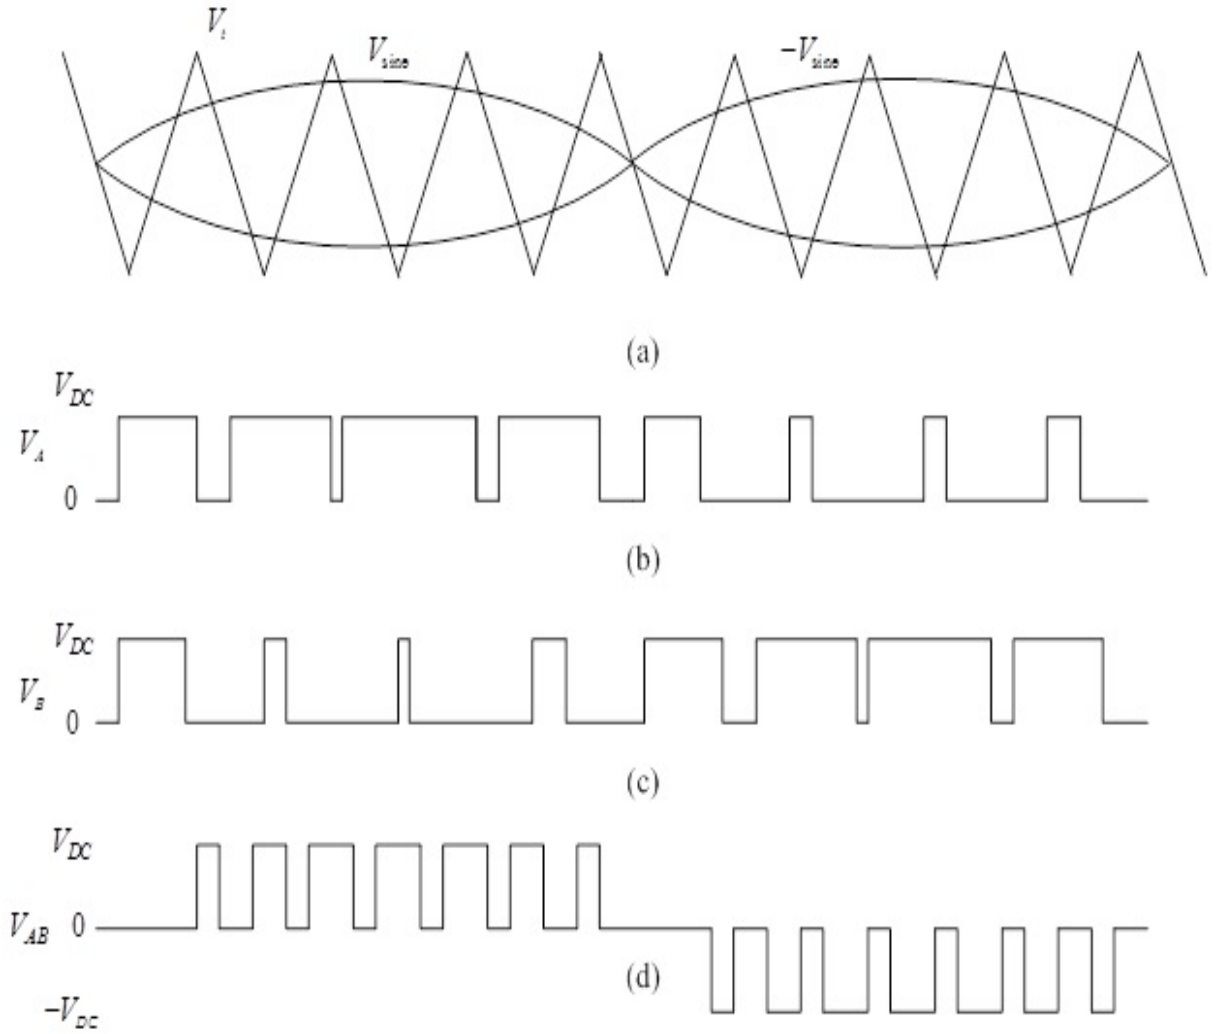 V_t
V_sine
−V_sine
(a)
V_DC
V_A
0
(b)
V_DC
V_B
0
(c)
V_DC
V_AB 0
−V_DC
(d)